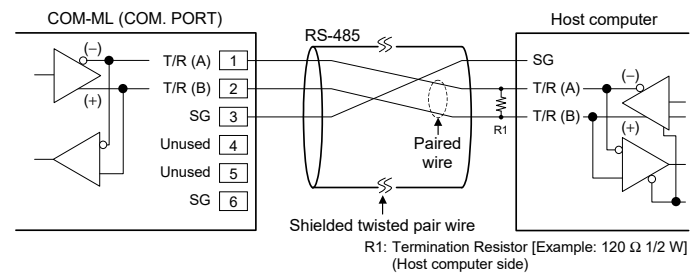 COM-ML (COM. PORT)
Host computer
RS-485
(–)
T/R (A) 1
T/R (B) 2
(+)
SG 3
Unused 4
Unused 5
SG 6
SG
T/R (A)
(–)
T/R (B)
(+)
R1
Paired
wire
Shielded twisted pair wire
R1: Termination Resistor [Example: 120 Ω 1/2 W]
(Host computer side)